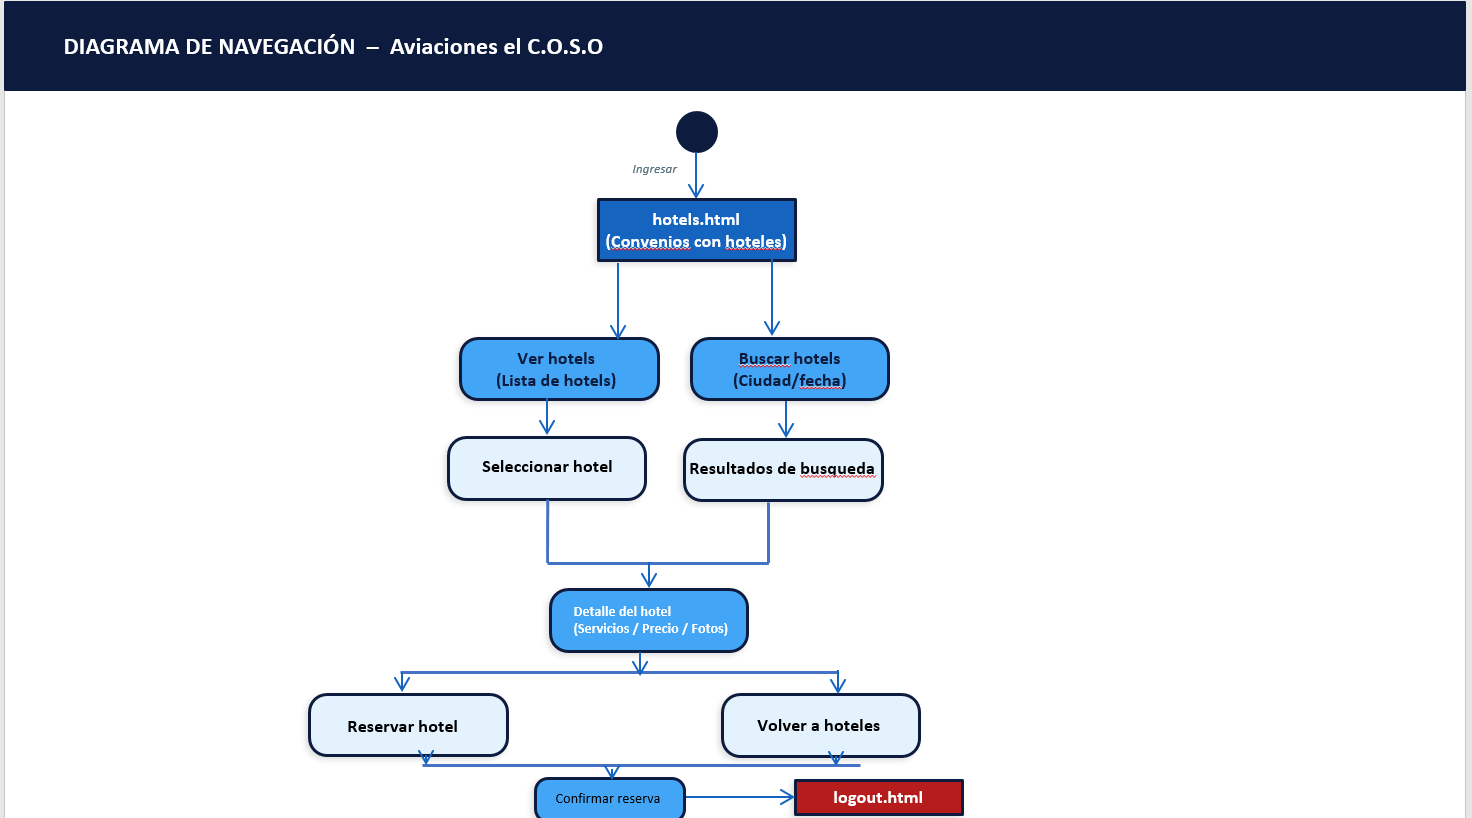 DIAGRAMA DE NAVEGACIÓN – Aviaciones el C.O.S.O
Ingresar
hotels.html
(Convenios con hoteles)
Ver hotels
(Lista de hotels)
Buscar hotels
(Ciudad/fecha)
Seleccionar hotel
Resultados de busqueda
Detalle del hotel
(Servicios / Precio / Fotos)
Reservar hotel
Volver a hoteles
Confirmar reserva
logout.html